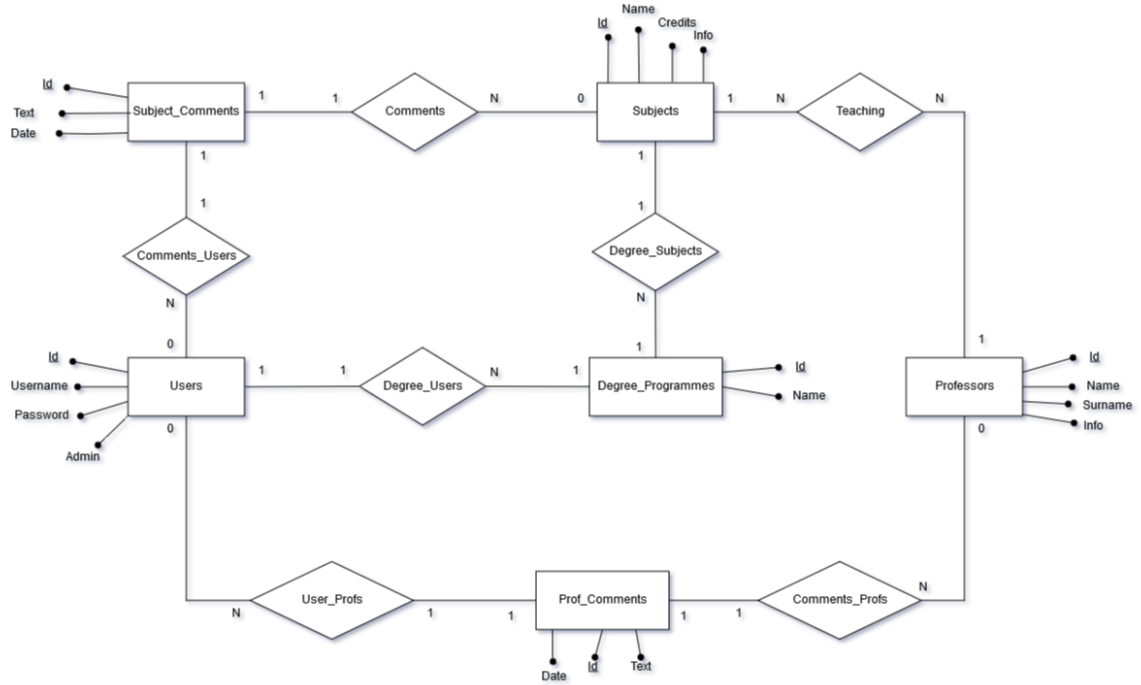 Name
Id
Credits
Info
Id
Text
Date
Subject_Comments
1
1
Comments
N
0
Subjects
1
N
Teaching
N
1
1
Comments_Users
N
0
1
1
Degree_Subjects
N
1
1
Id
Username
Password
Admin
Users
1
1
Degree_Users
N
1
Degree_Programmes
Id
Name
Professors
Id
Name
Surname
Info
0
0
N
User_Profs
1
1
Prof_Comments
1
1
Comments_Profs
N
Date
Id
Text